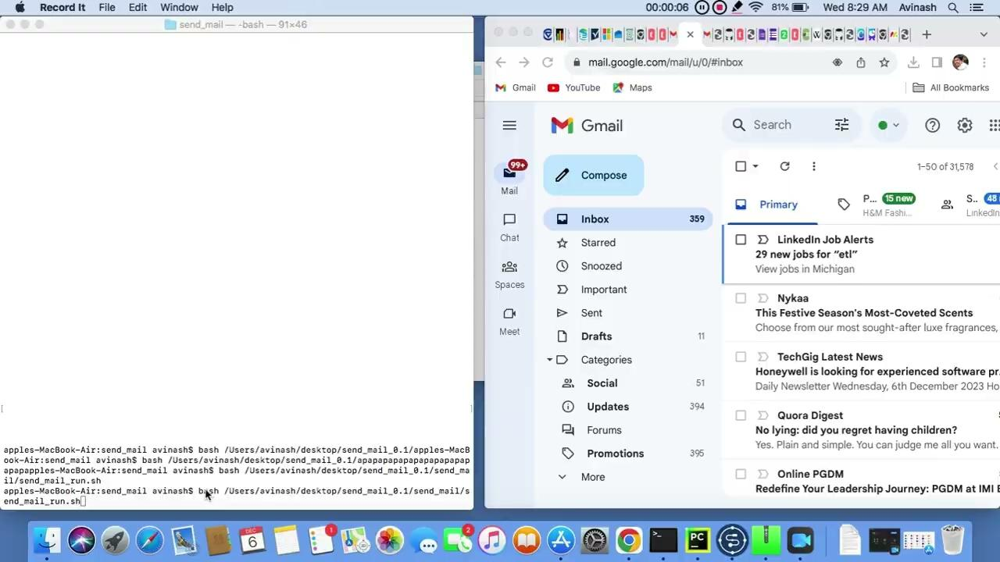 Record It File Edit Window Help 00:00:06 81% Wed 8:29 AM Avinash
send_mail — -bash — 91×46
apples-MacBook-Air:send_mail avinash$ bash /Users/avinash/desktop/send_mail_0.1/apples-MacB
ook-Air:send_mail avinash$ bash /Users/avinash/desktop/send_mail_0.1/apapapapapapapapapapap
apapapples-MacBook-Air:send_mail avinash$ bash /Users/avinash/desktop/send_mail_0.1/send_ma
il/send_mail_run.sh
apples-MacBook-Air:send_mail avinash$ bash /Users/avinash/desktop/send_mail_0.1/send_mail/s
end_mail_run.sh
mail.google.com/mail/u/0/#inbox
Gmail YouTube Maps All Bookmarks
Gmail
Search
99+
Mail
Chat
Spaces
Meet
Compose
Inbox 359
Starred
Snoozed
Important
Sent
Drafts 11
Categories
Social 51
Updates 394
Forums
Promotions 395
More
1–50 of 31,578
Primary
P... 15 new
H&M Fashi...
S... 48
LinkedIn
LinkedIn Job Alerts
29 new jobs for “etl”
View jobs in Michigan
Nykaa
This Festive Season's Most-Coveted Scents
Choose from our most sought-after luxe fragrances,
TechGig Latest News
Honeywell is looking for experienced software pr
Daily Newsletter Wednesday, 6th December 2023 Ho
Quora Digest
No lying: did you regret having children?
Yes. Plain and simple. You can judge me all you want.
Online PGDM
Redefine Your Leadership Journey: PGDM at IMI
DEC
6
1
2
PC